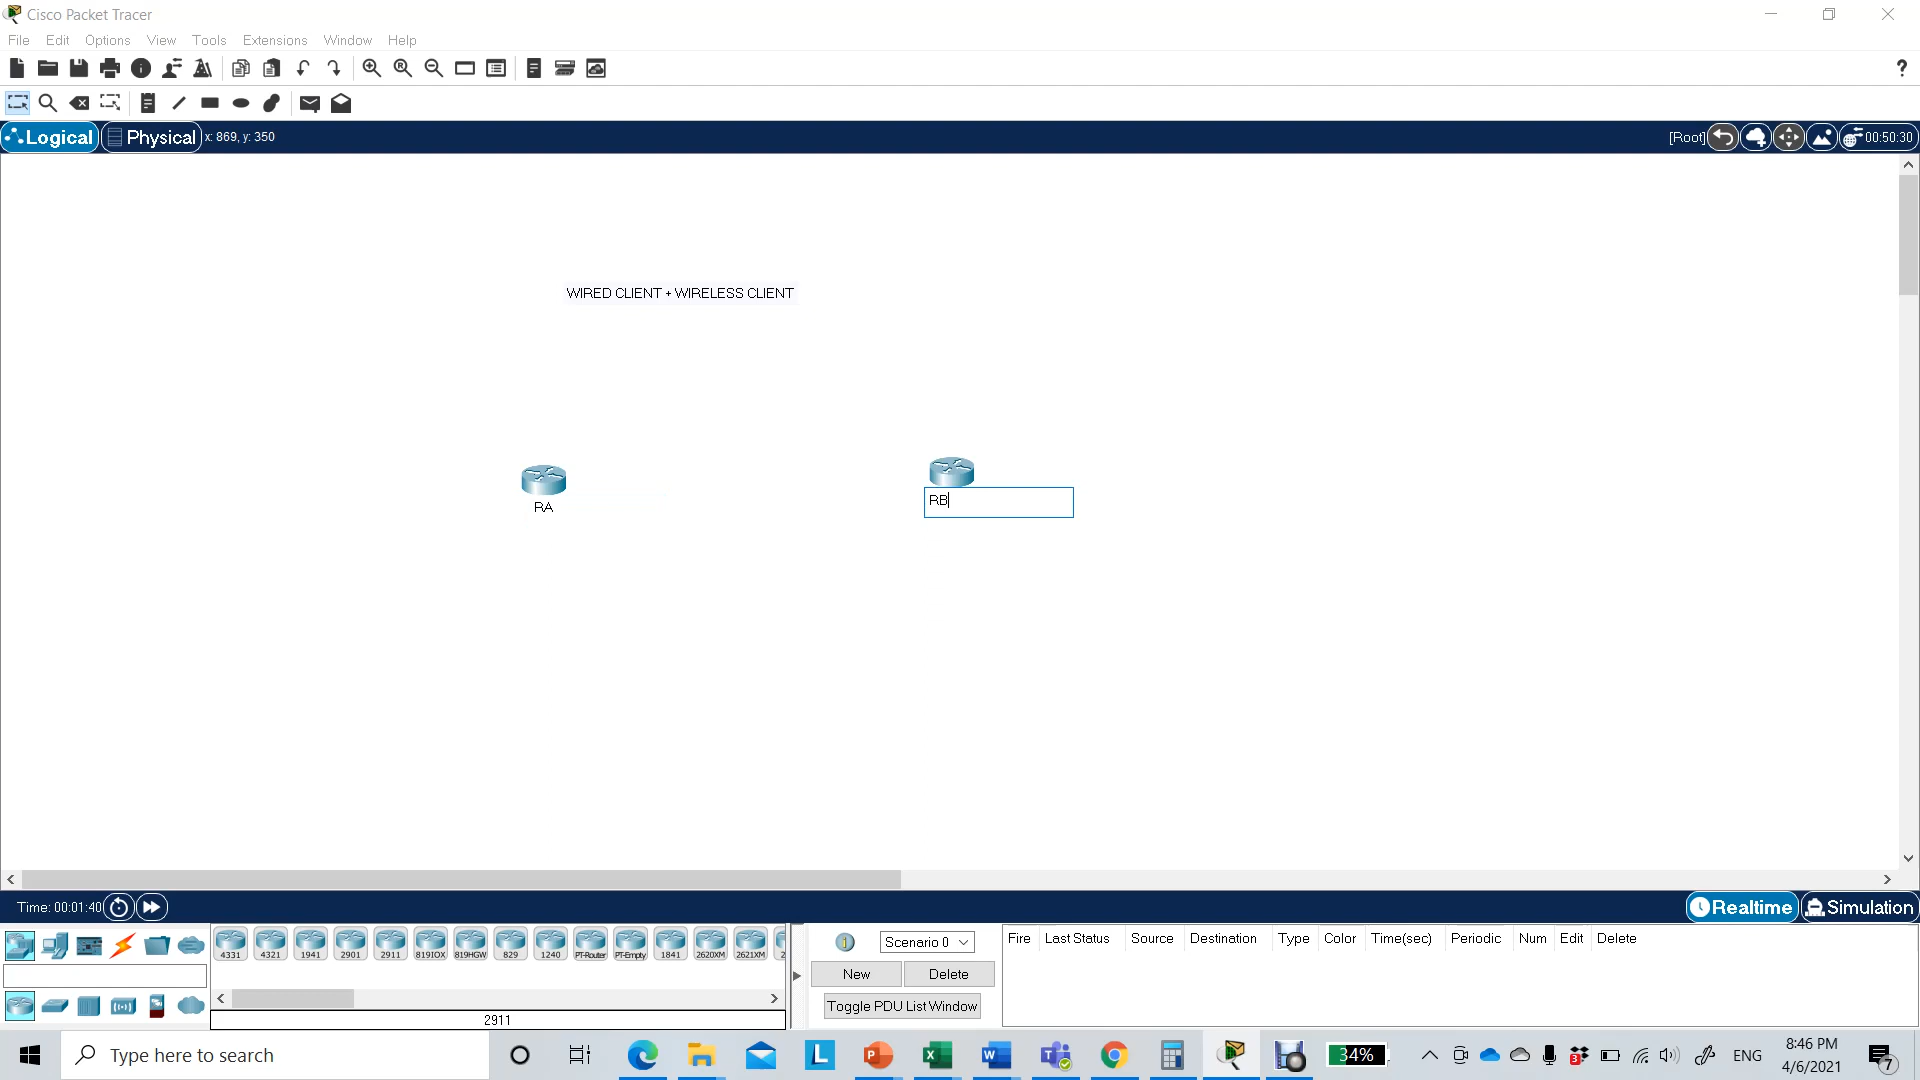 Cisco Packet Tracer
File Edit Options View Tools Extensions Window Help
?
Logical Physical x: 869, y: 350 [Root] 00:50:30
WIRED CLIENT + WIRELESS CLIENT
RA
RB
Time: 00:01:40 Realtime Simulation
4331 4321 1941 2901 2911 819IOX 819HGW 829 1240 PT-Router PT-Empty 1841 2620XM 2621XM 2
2911
1 Scenario 0
New Delete
Toggle PDU List Window
Fire Last Status Source Destination Type Color Time(sec) Periodic Num Edit Delete
Type here to search
34% ENG
8:46 PM
4/6/2021
7